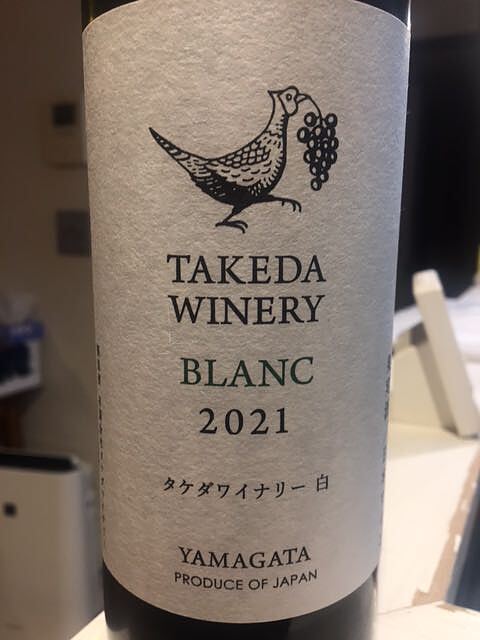 TAKEDA
WINERY
BLANC
2021
タケダワイナリー 白
YAMAGATA
PRODUCE OF JAPAN